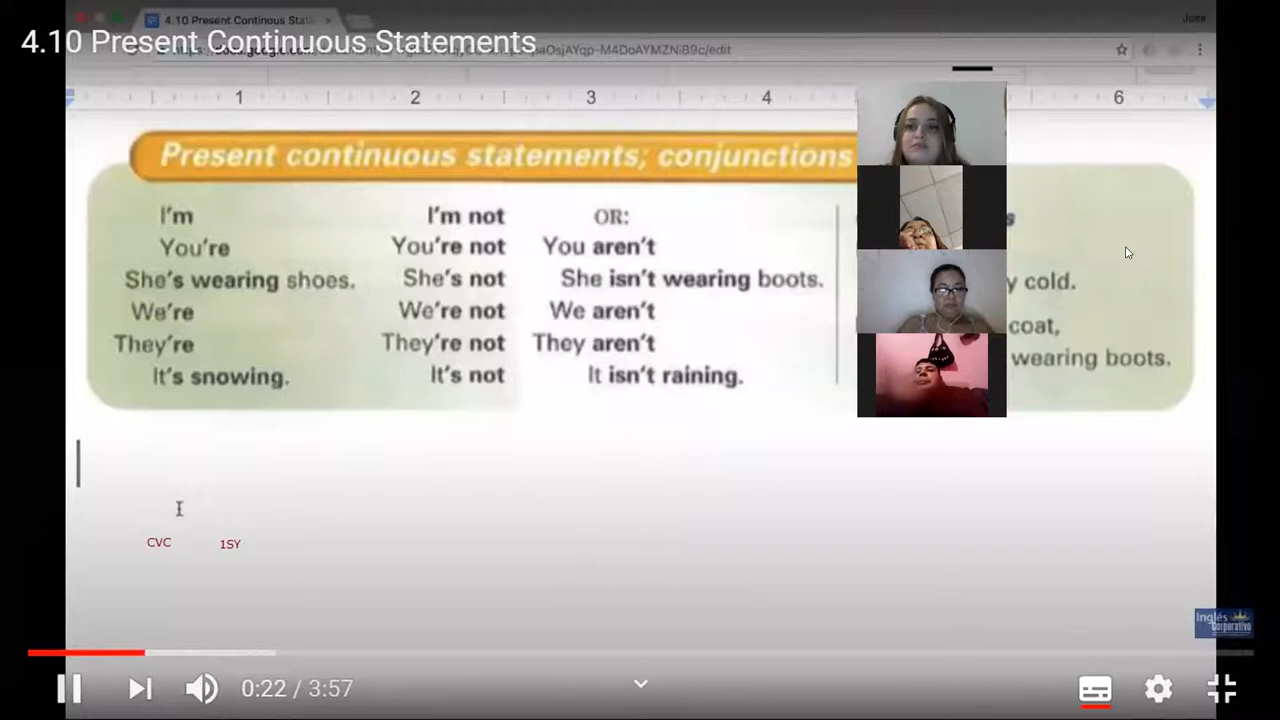 4.10 Present Continous Stat
Jose
4.10 Present Continuous Statements
1 2 3 4 6
Present continuous statements; conjunctions
I'm I'm not OR:
You're You're not You aren't
She's wearing shoes. She's not She isn't wearing boots. y cold.
We're We're not We aren't coat,
They're They're not They aren't wearing boots.
It's snowing. It's not It isn't raining.
CVC 1SY
Inglés
Corporativo
0:22 / 3:57